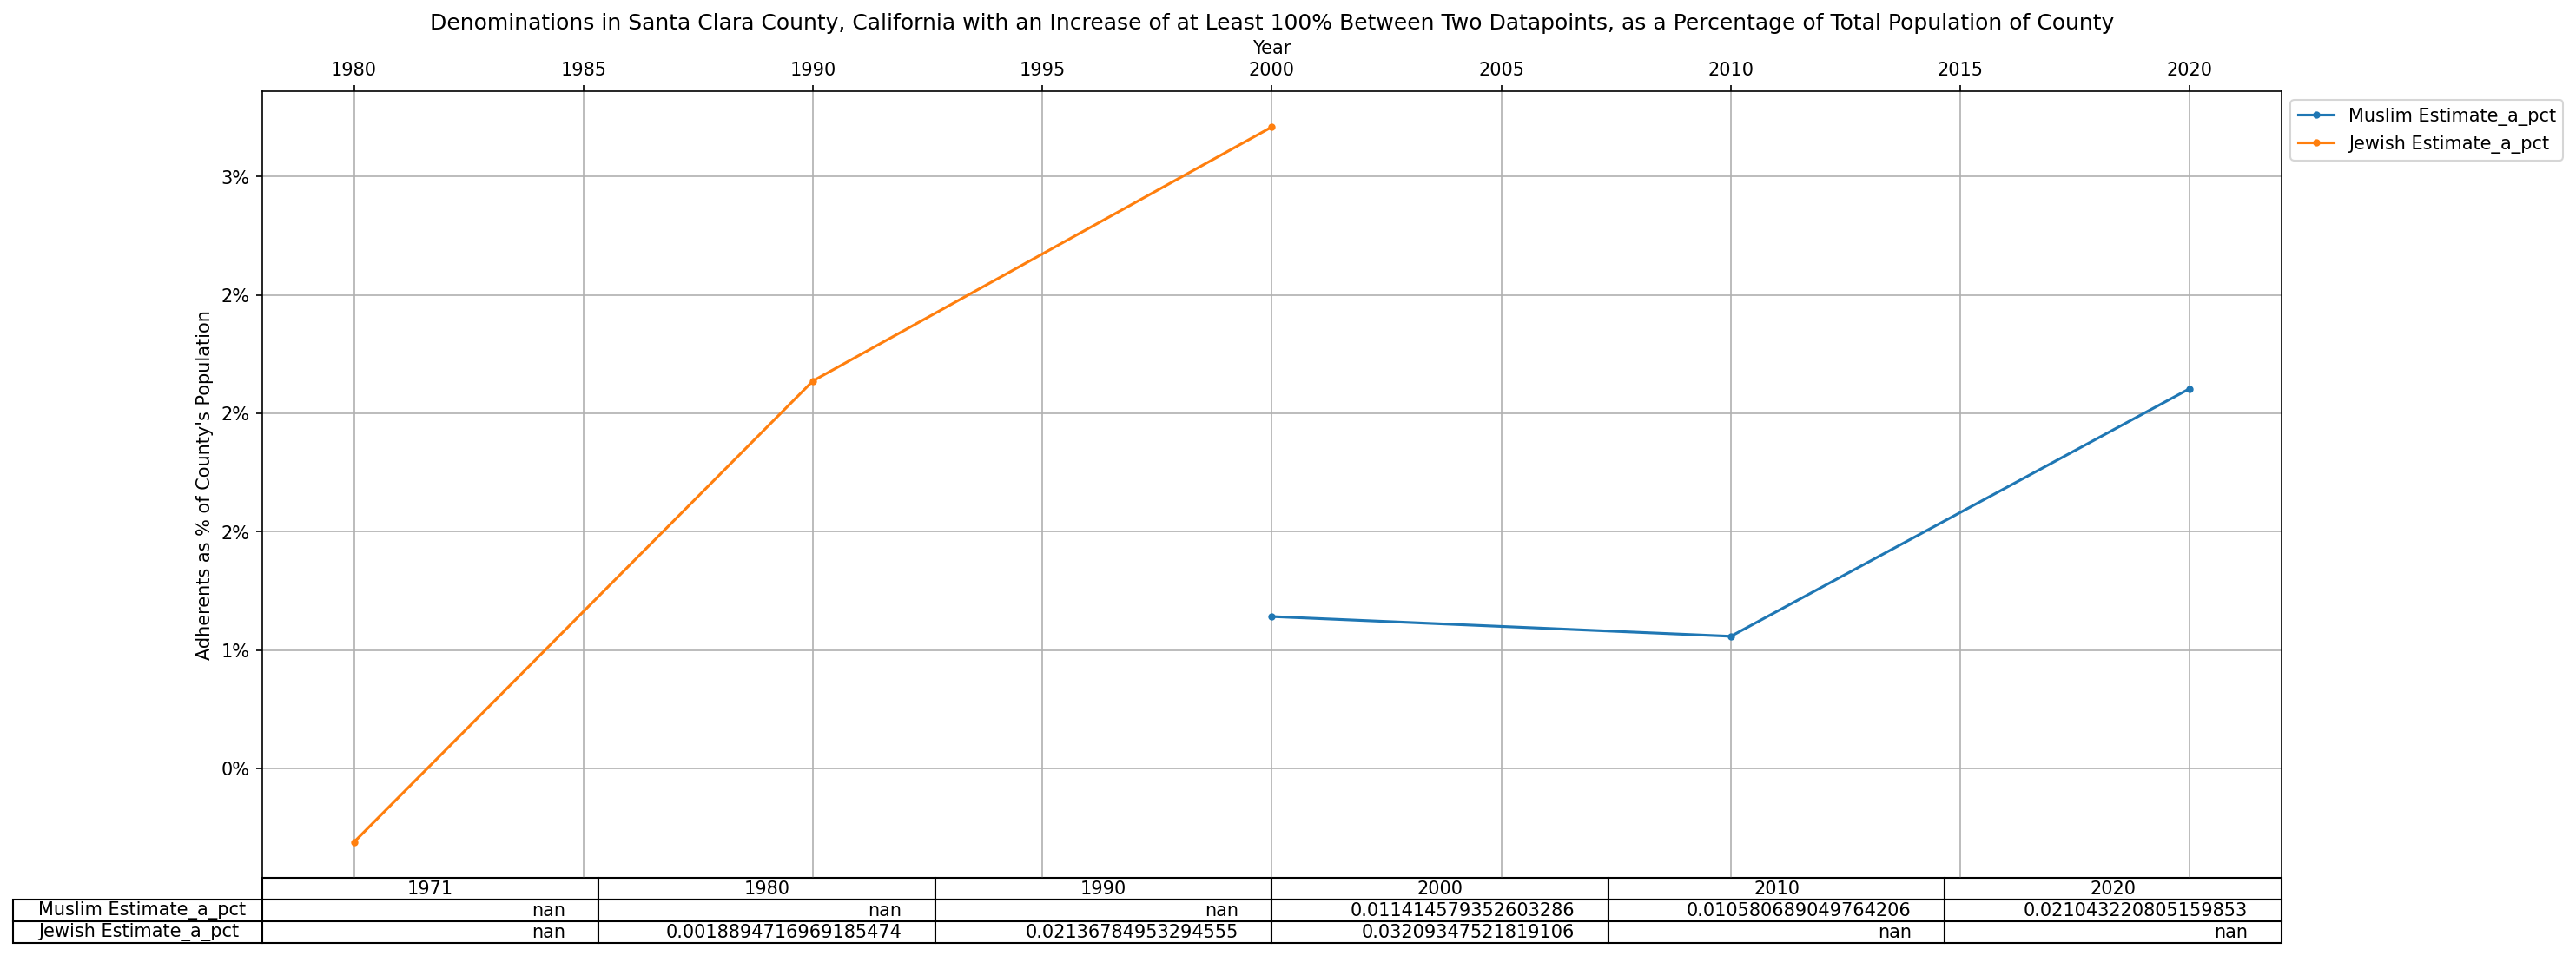 Denominations in Santa Clara County, California with an Increase of at Least 100% Between Two Datapoints, as a Percentage of Total Population of County
Year
1980 1985 1990 1995 2000 2005 2010 2015 2020
Muslim Estimate_a_pct
Jewish Estimate_a_pct
Adherents as % of County's Population
3%
2%
2%
2%
1%
0%
1971 1980 1990 2000 2010 2020
Muslim Estimate_a_pct nan nan nan 0.011414579352603286 0.010580689049764206 0.021043220805159853
Jewish Estimate_a_pct nan 0.0018894716969185474 0.02136784953294555 0.03209347521819106 nan nan